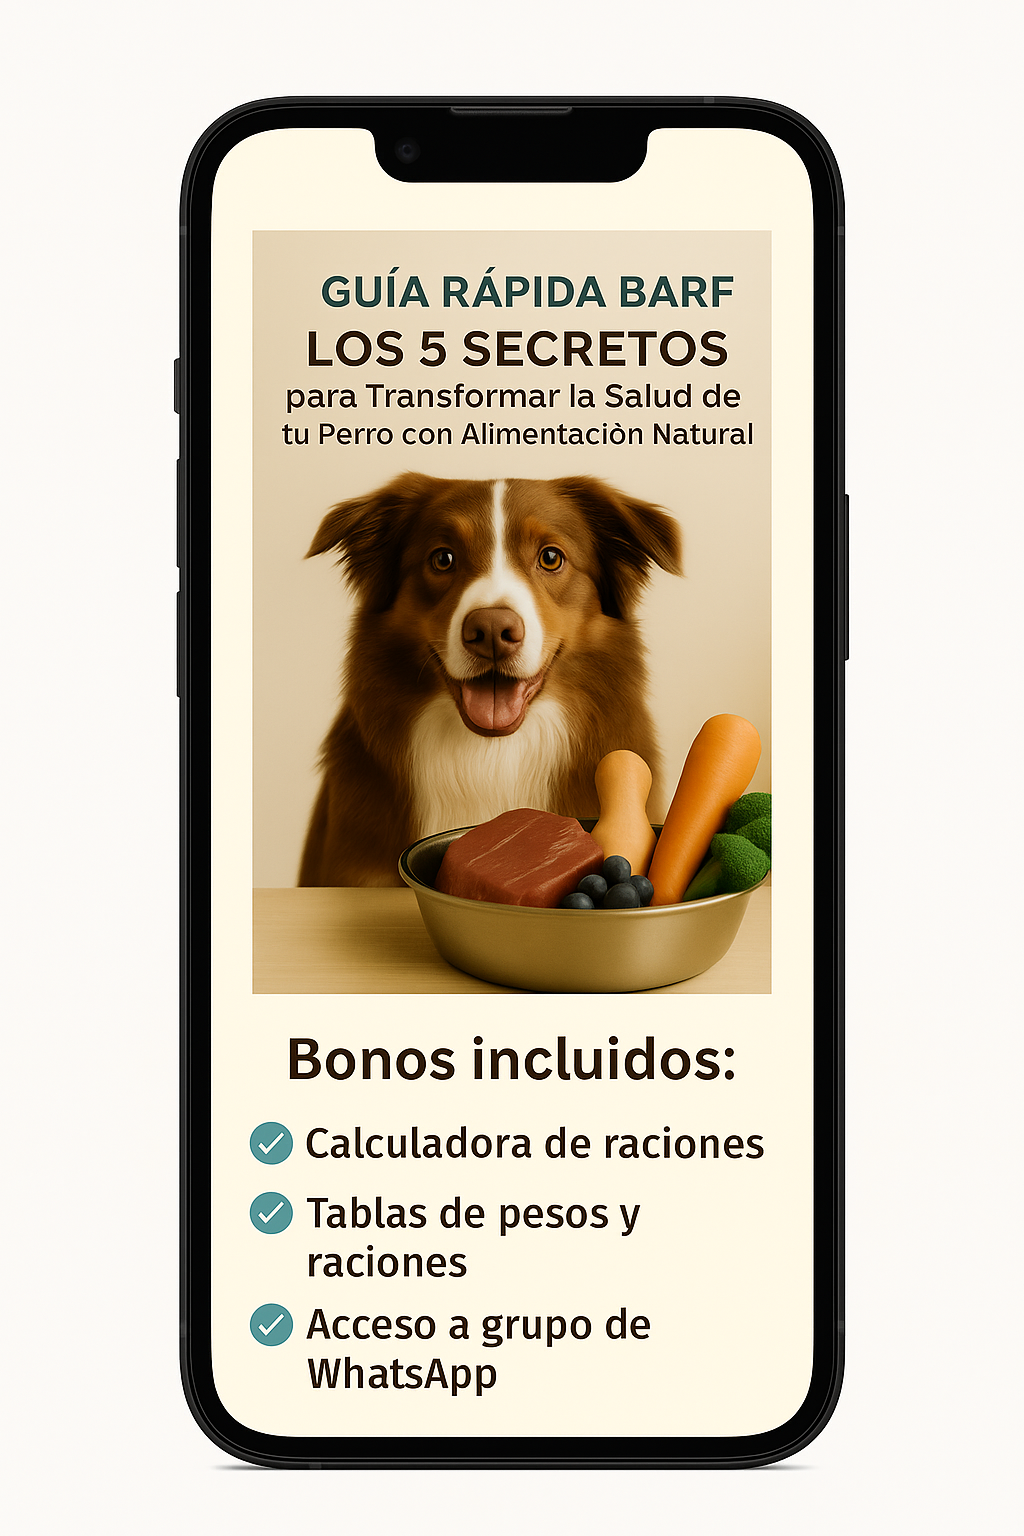 GUÍA RÁPIDA BARF
LOS 5 SECRETOS
para Transformar la Salud de
tu Perro con Alimentaciòn Natural
Bonos incluidos:
Calculadora de raciones
Tablas de pesos y
raciones
Acceso a grupo de
WhatsApp